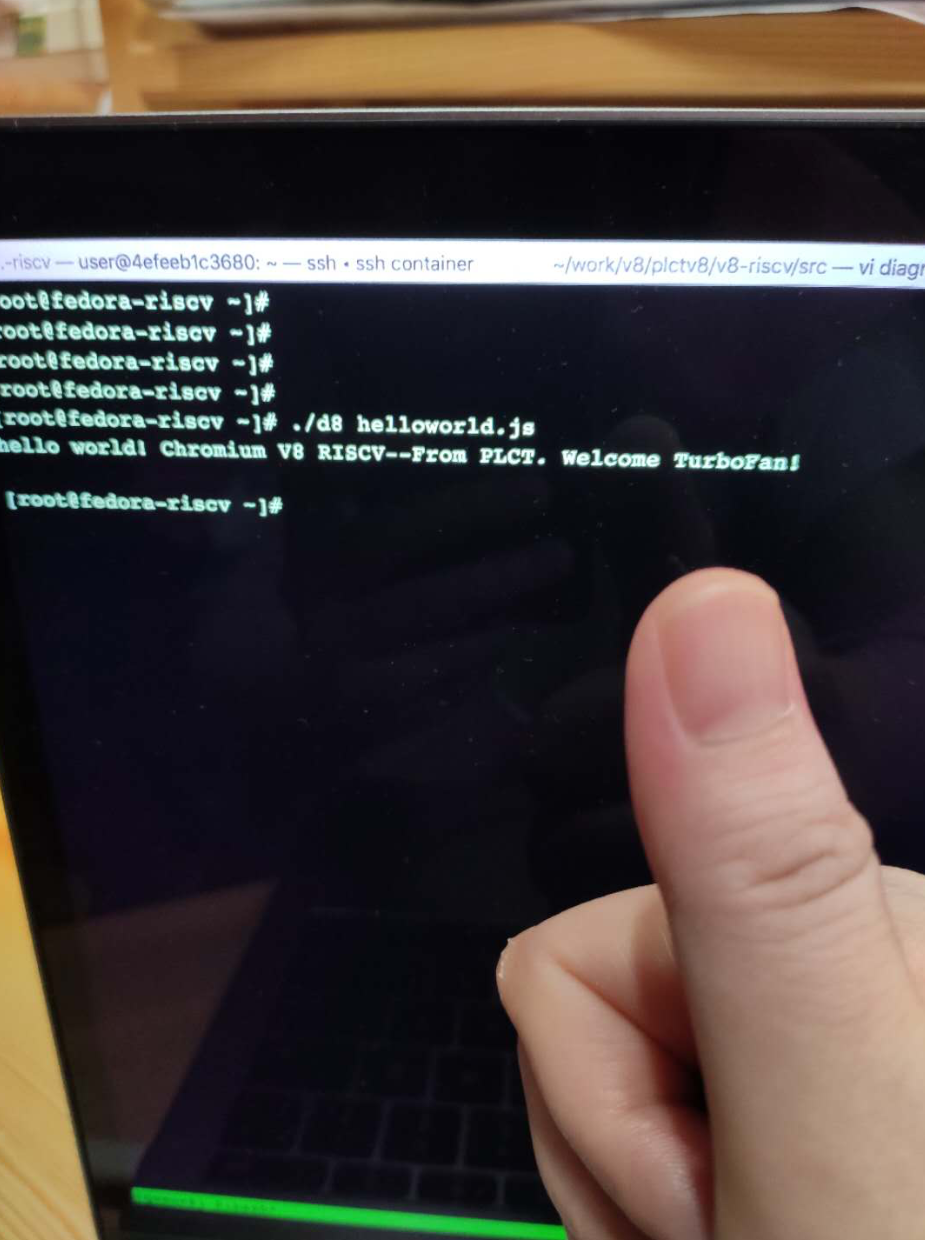 .-riscv — user@4efeeb1c3680: ~ — ssh • ssh container ~/work/v8/plctv8/v8-riscv/src — vi diagr
oot@fedora-riscv ~]#
root@fedora-riscv ~]#
root@fedora-riscv ~]#
root@fedora-riscv ~]#
[root@fedora-riscv ~]# ./d8 helloworld.js
hello world! Chromium V8 RISCV--From PLCT. Welcome TurboFan!
[root@fedora-riscv ~]#